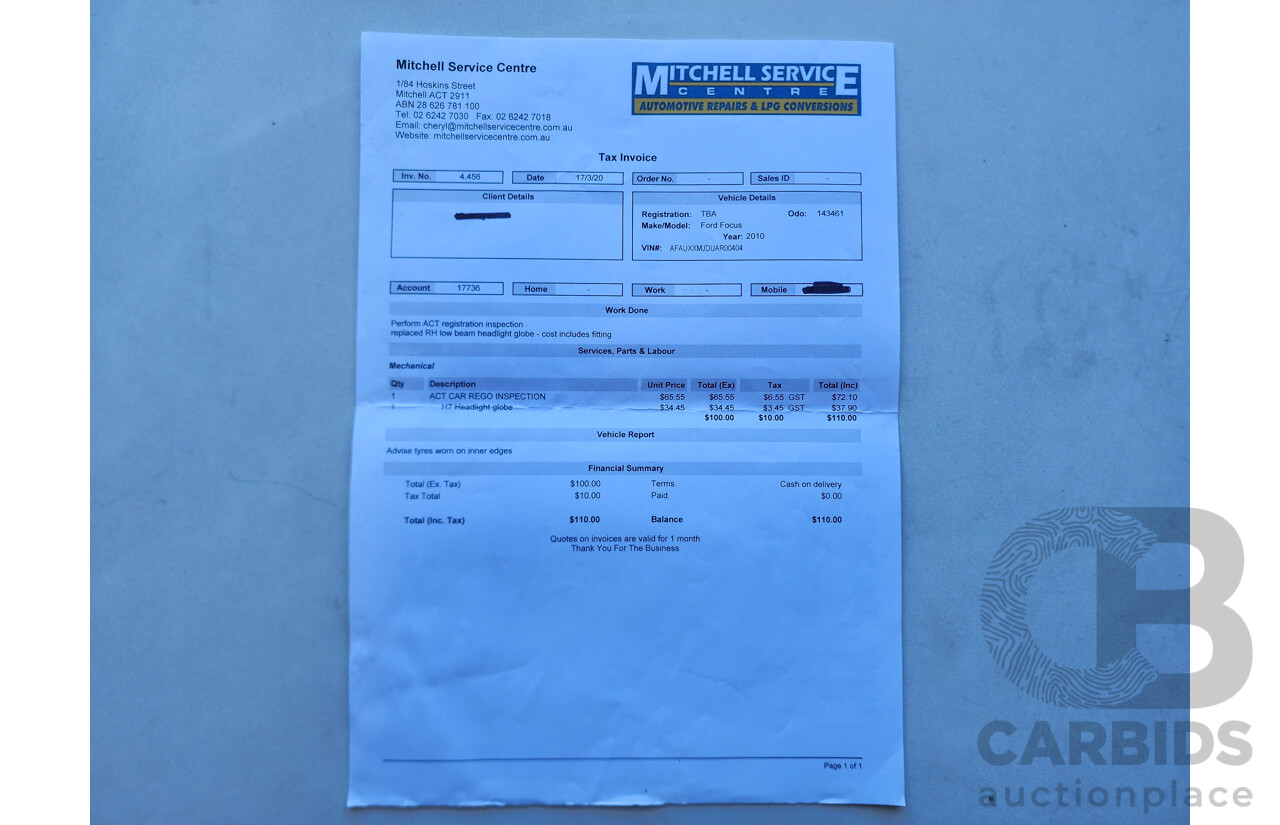 Mitchell Service Centre
1/84 Hoskins Street
Mitchell ACT 2911
ABN 28 626 781 100
Tel: 02 6242 7030 Fax: 02 6242 7018
Email: cheryl@mitchellservicecentre.com.au
Website: mitchellservicecentre.com.au
MITCHELL SERVICE
CENTRE
AUTOMOTIVE REPAIRS & LPG CONVERSIONS
Tax Invoice
Inv. No. 4,456 Date 17/3/20 Order No. - Sales ID -
Client Details
Vehicle Details
Registration: TBA Odo: 143461
Make/Model: Ford Focus
Year: 2010
VIN#: AFAUXXMJDUAR00404
Account 17736 Home - Work - Mobile
Work Done
Perform ACT registration inspection
replaced RH low beam headlight globe - cost includes fitting
Services, Parts & Labour
Mechanical
Qty Description Unit Price Total (Ex) Tax Total (Inc)
1 ACT CAR REGO INSPECTION $65.55 $65.55 $6.55 GST $72.10
1 H7 Headlight globe $34.45 $34.45 $3.45 GST $37.90
$100.00 $10.00 $110.00
Vehicle Report
Advise tyres worn on inner edges
Financial Summary
Total (Ex. Tax) $100.00 Terms Cash on delivery
Tax Total $10.00 Paid $0.00
Total (Inc. Tax) $110.00 Balance $110.00
Quotes on invoices are valid for 1 month
Thank You For The Business
Page 1 of 1
CB
CARBIDS
auctionplace